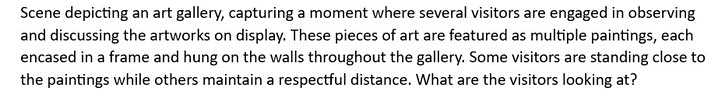 Scene depicting an art gallery, capturing a moment where several visitors are engaged in observing
and discussing the artworks on display. These pieces of art are featured as multiple paintings, each
encased in a frame and hung on the walls throughout the gallery. Some visitors are standing close to
the paintings while others maintain a respectful distance. What are the visitors looking at?